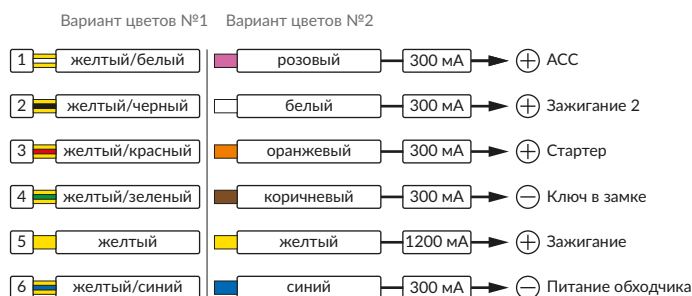 Вариант цветов №1 Вариант цветов №2
1 желтый/белый розовый 300 мА + АСС
2 желтый/черный белый 300 мА + Зажигание 2
3 желтый/красный оранжевый 300 мА + Стартер
4 желтый/зеленый коричневый 300 мА − Ключ в замке
5 желтый желтый 1200 мА + Зажигание
6 желтый/синий синий 300 мА − Питание обходчика